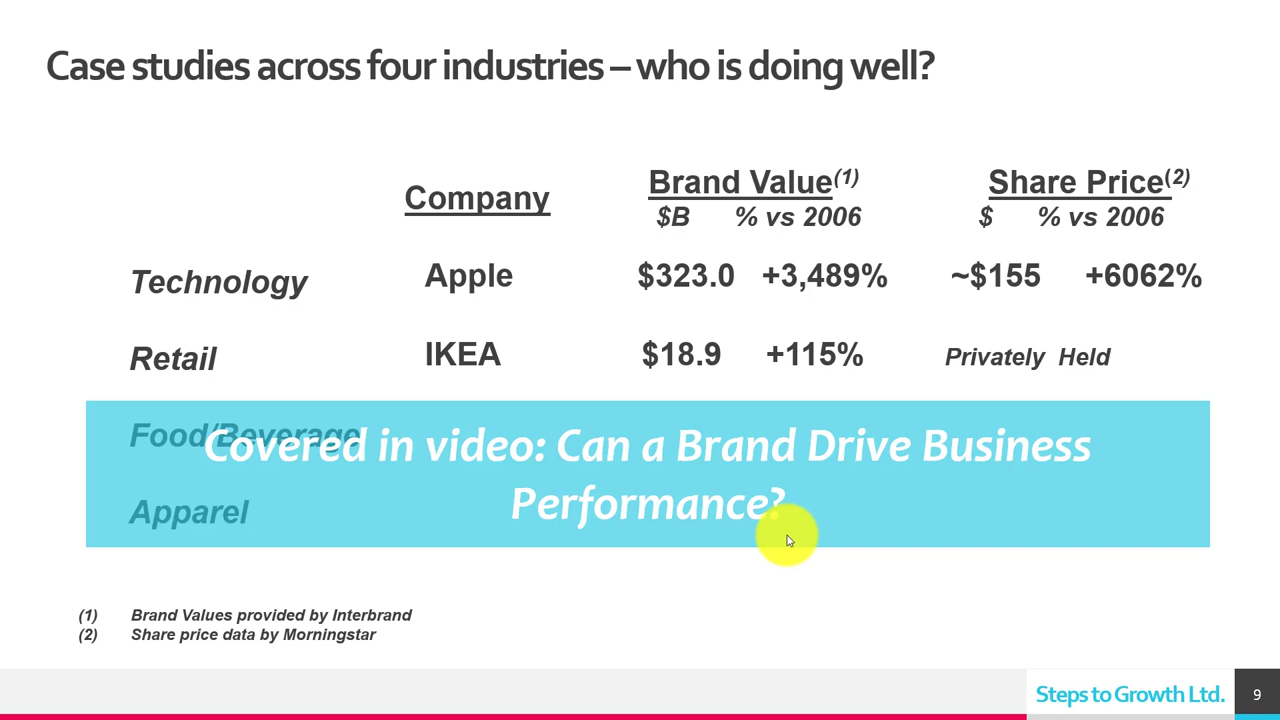 Case studies across four industries – who is doing well?
Company Brand Value(1) Share Price(2)
$B % vs 2006 $ % vs 2006
Technology Apple $323.0 +3,489% ~$155 +6062%
Retail IKEA $18.9 +115% Privately Held
Food/Beverage
Covered in video: Can a Brand Drive Business
Performance?
Apparel
(1) Brand Values provided by Interbrand
(2) Share price data by Morningstar
Steps to Growth Ltd. 9